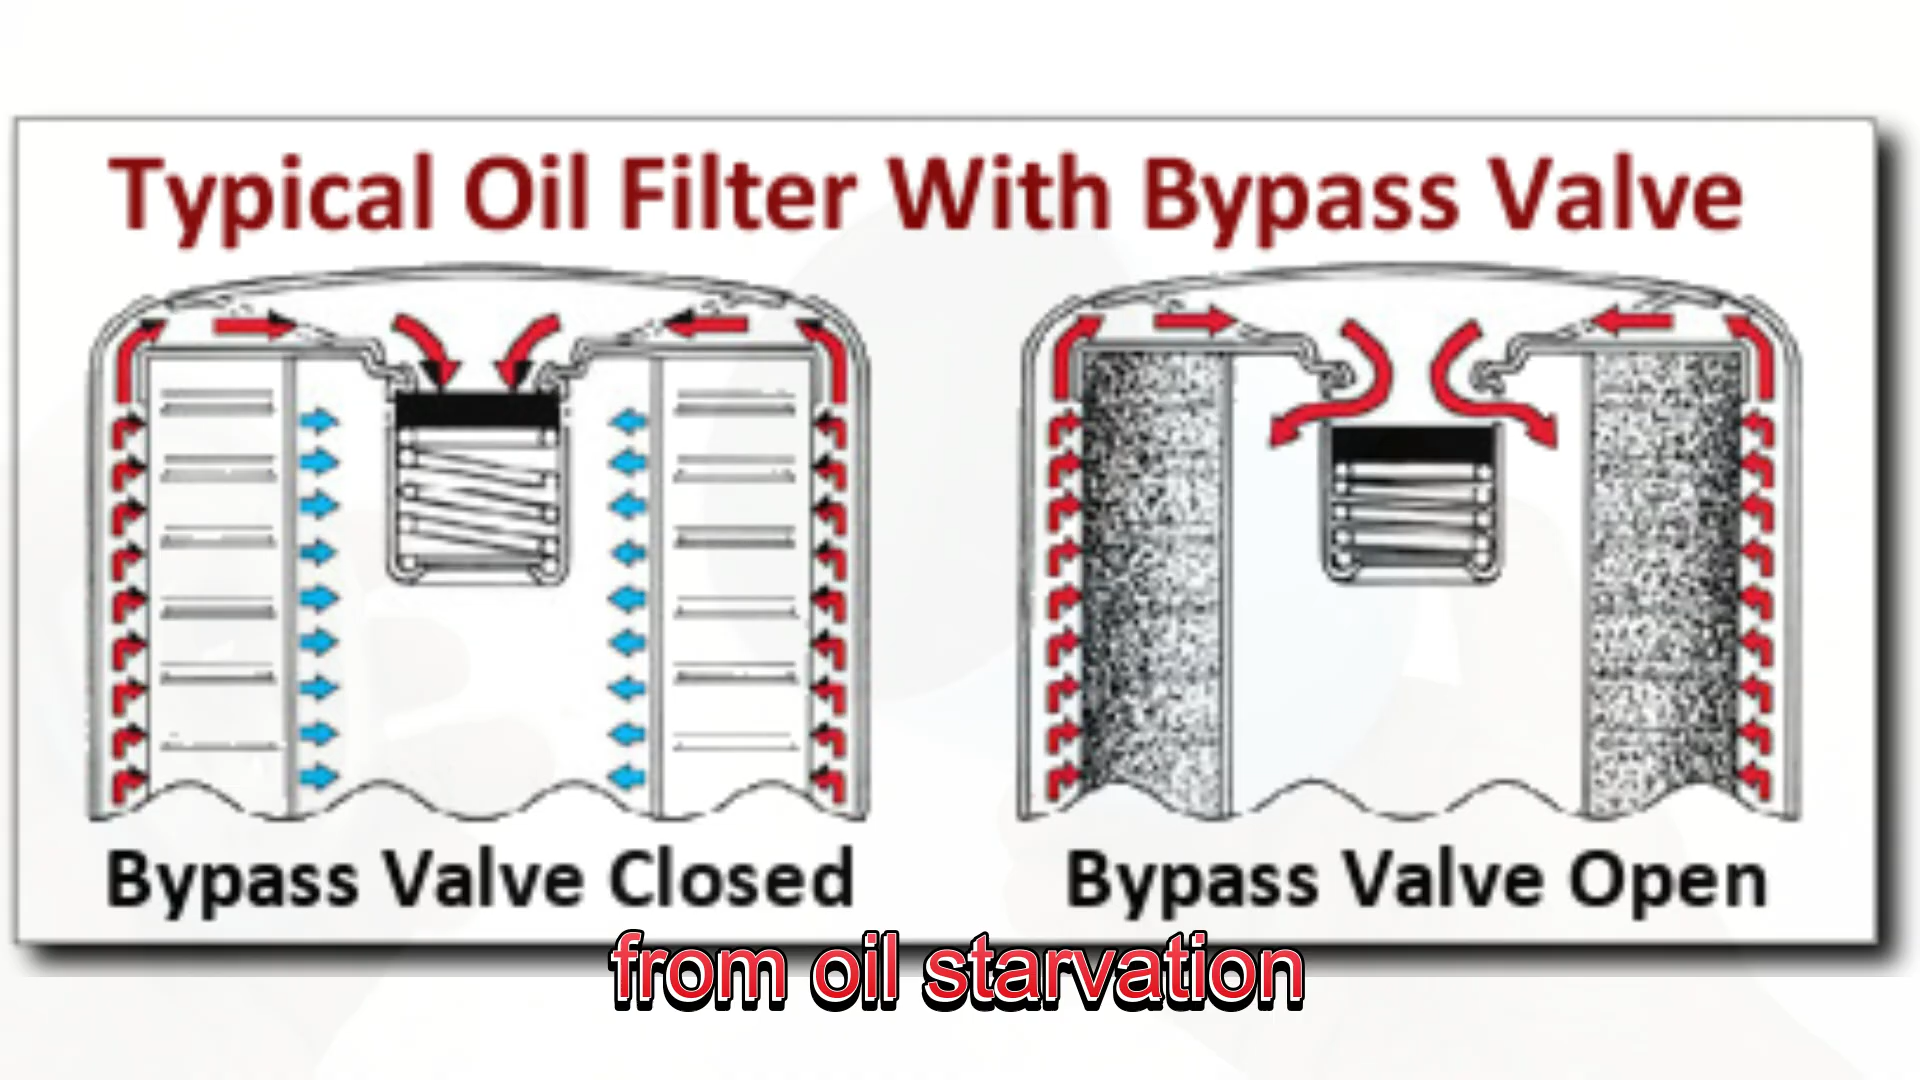 Typical Oil Filter With Bypass Valve
Bypass Valve Closed
Bypass Valve Open
from oil starvation